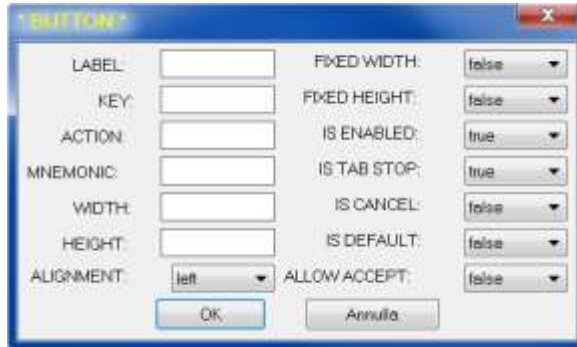 * BUTTON *
LABEL: FIXED WIDTH: false
KEY: FIXED HEIGHT: false
ACTION: IS ENABLED: true
MNEMONIC: IS TAB STOP: true
WIDTH: IS CANCEL: false
HEIGHT: IS DEFAULT: false
ALIGNMENT: left ALLOW ACCEPT: false
OK Annulla